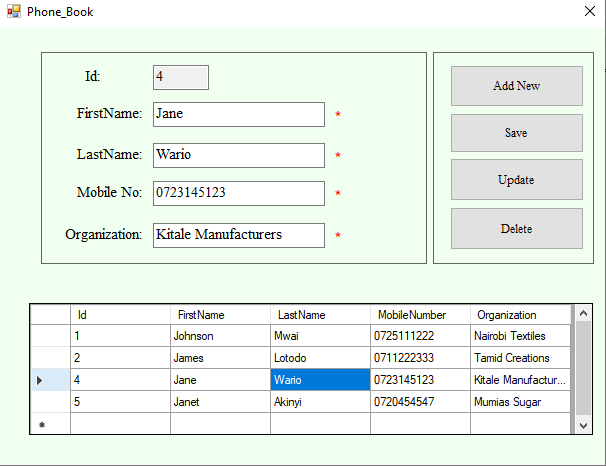 Phone_Book
Id: 4
FirstName: Jane *
LastName: Wario *
Mobile No: 0723145123 *
Organization: Kitale Manufacturers *
Add New
Save
Update
Delete
Id FirstName LastName MobileNumber Organization
1 Johnson Mwai 0725111222 Nairobi Textiles
2 James Lotodo 0711222333 Tamid Creations
4 Jane Wario 0723145123 Kitale Manufactur...
5 Janet Akinyi 0720454547 Mumias Sugar